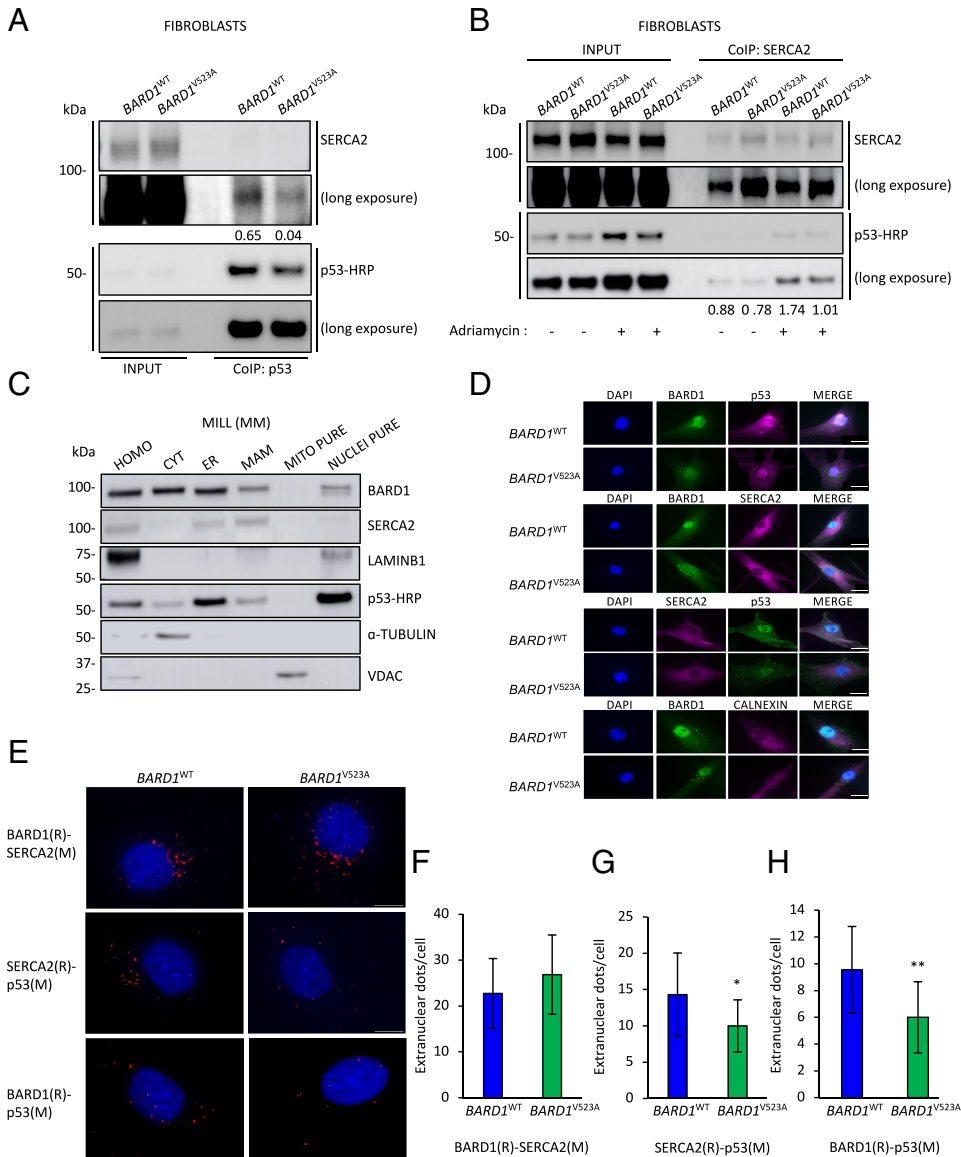 A
FIBROBLASTS
BARD1WT BARD1V523A BARD1WT BARD1V523A
kDa
SERCA2
100-
(long exposure)
0.65 0.04
50-
p53-HRP
(long exposure)
INPUT CoIP: p53
B
FIBROBLASTS
INPUT CoIP: SERCA2
BARD1WT BARD1V523A BARD1WT BARD1V523A BARD1WT BARD1V523A BARD1WT BARD1V523A
kDa
SERCA2
100-
(long exposure)
50-
p53-HRP
(long exposure)
0.88 0 .78 1.74 1.01
Adriamycin : - - + + - - + +
C
MILL (MM)
kDa
HOMO CYT ER MAM MITO PURE NUCLEI PURE
100- BARD1
100- SERCA2
75-
LAMINB1
50-
50- p53-HRP
50- α-TUBULIN
37-
VDAC
25-
D
DAPI BARD1 p53 MERGE
BARD1WT
BARD1V523A
DAPI BARD1 SERCA2 MERGE
BARD1WT
BARD1V523A
DAPI SERCA2 p53 MERGE
BARD1WT
BARD1V523A
DAPI BARD1 CALNEXIN MERGE
BARD1WT
BARD1V523A
E
BARD1WT BARD1V523A
BARD1(R)-
SERCA2(M)
SERCA2(R)-
p53(M)
BARD1(R)-
p53(M)
F
Extranuclear dots/cell
40
30
20
10
0
BARD1WT BARD1V523A
BARD1(R)-SERCA2(M)
G
Extranuclear dots/cell
25
20
15
10
5
0
*
BARD1WT BARD1V523A
SERCA2(R)-p53(M)
H
Extranuclear dots/cell
14
12
10
8
6
4
2
0
**
BARD1WT BARD1V523A
BARD1(R)-p53(M)